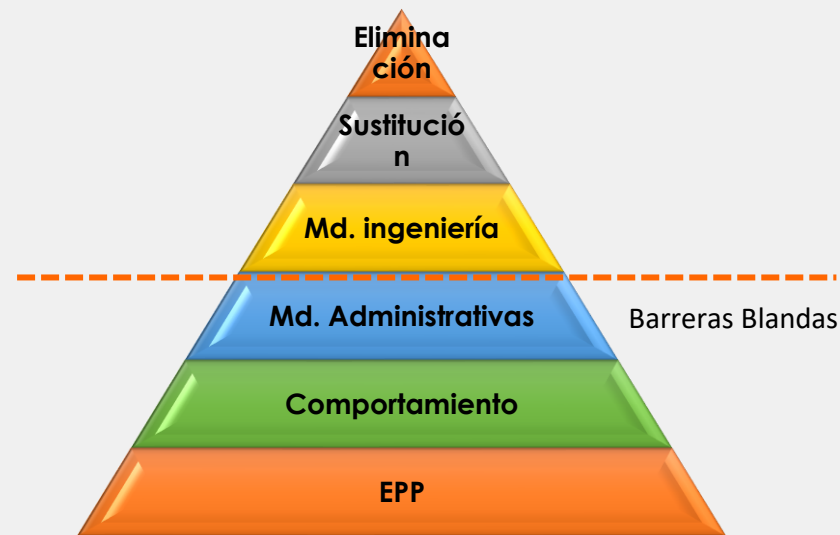 Elimina
ción
Sustitució
n
Md. ingeniería
Md. Administrativas
Barreras Blandas
Comportamiento
EPP